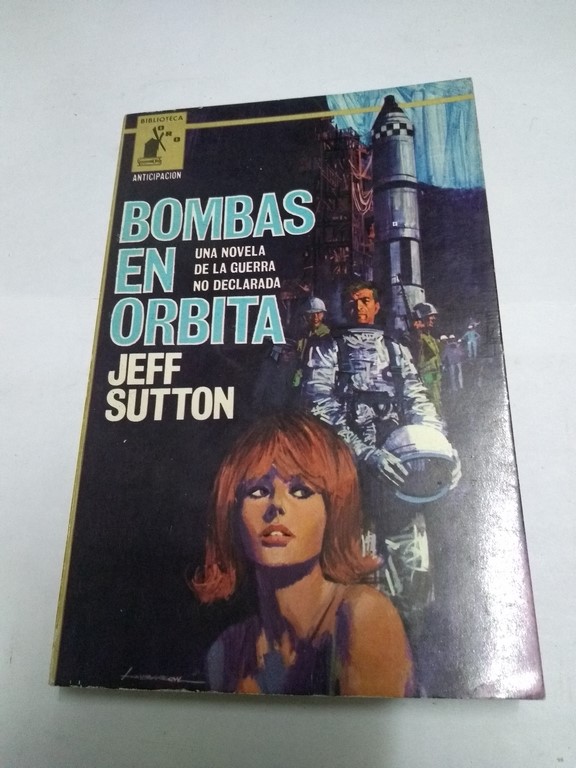 BIBLIOTECA
ORO
ANTICIPACION
BOMBAS
EN
ORBITA
UNA NOVELA
DE LA GUERRA
NO DECLARADA
JEFF
SUTTON